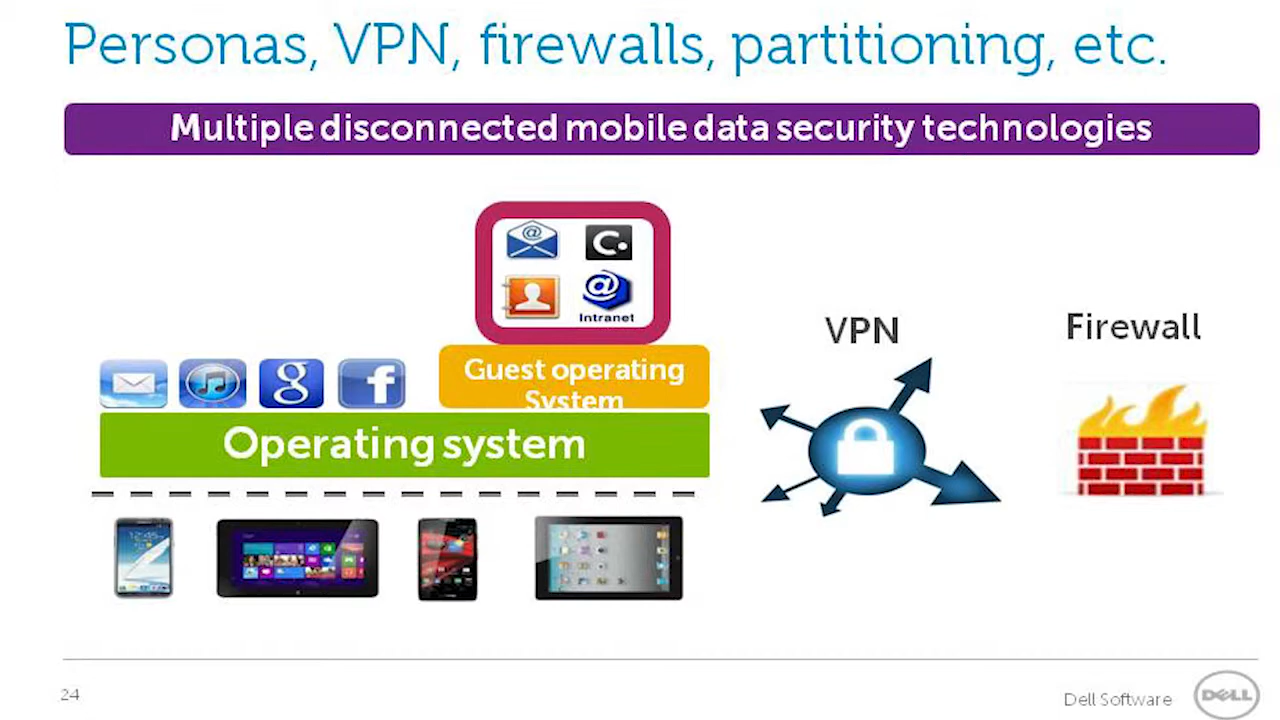 Personas, VPN, firewalls, partitioning, etc.
Multiple disconnected mobile data security technologies
@
C.
@
Intranet
VPN
Firewall
g
f
Guest operating
System
Operating system
24
Dell Software
DELL